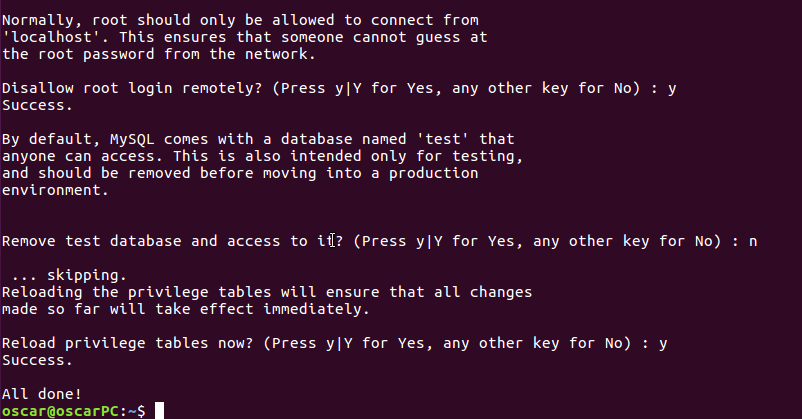 Normally, root should only be allowed to connect from
'localhost'. This ensures that someone cannot guess at
the root password from the network.
Disallow root login remotely? (Press y|Y for Yes, any other key for No) : y
Success.
By default, MySQL comes with a database named 'test' that
anyone can access. This is also intended only for testing,
and should be removed before moving into a production
environment.
Remove test database and access to it? (Press y|Y for Yes, any other key for No) : n
... skipping.
Reloading the privilege tables will ensure that all changes
made so far will take effect immediately.
Reload privilege tables now? (Press y|Y for Yes, any other key for No) : y
Success.
All done!
oscar@oscarPC:~$